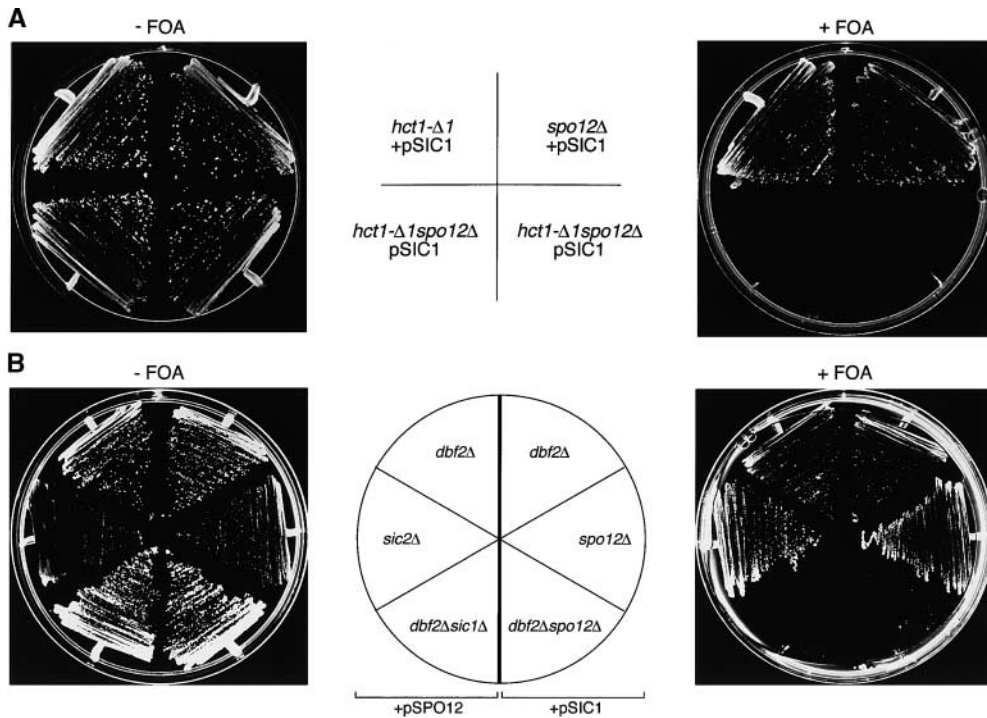 A
- FOA
+ FOA
hct1-Δ1
+pSIC1
spo12Δ
+pSIC1
hct1-Δ1spo12Δ
pSIC1
hct1-Δ1spo12Δ
pSIC1
B
- FOA
+ FOA
dbf2Δ
dbf2Δ
sic2Δ
spo12Δ
dbf2Δsic1Δ
dbf2Δspo12Δ
+pSPO12
+pSIC1